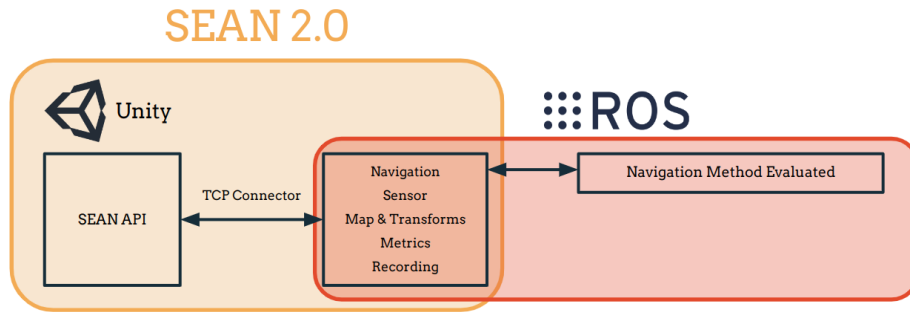 SEAN 2.0
Unity
ROS
SEAN API
TCP Connector
Navigation
Sensor
Map & Transforms
Metrics
Recording
Navigation Method Evaluated